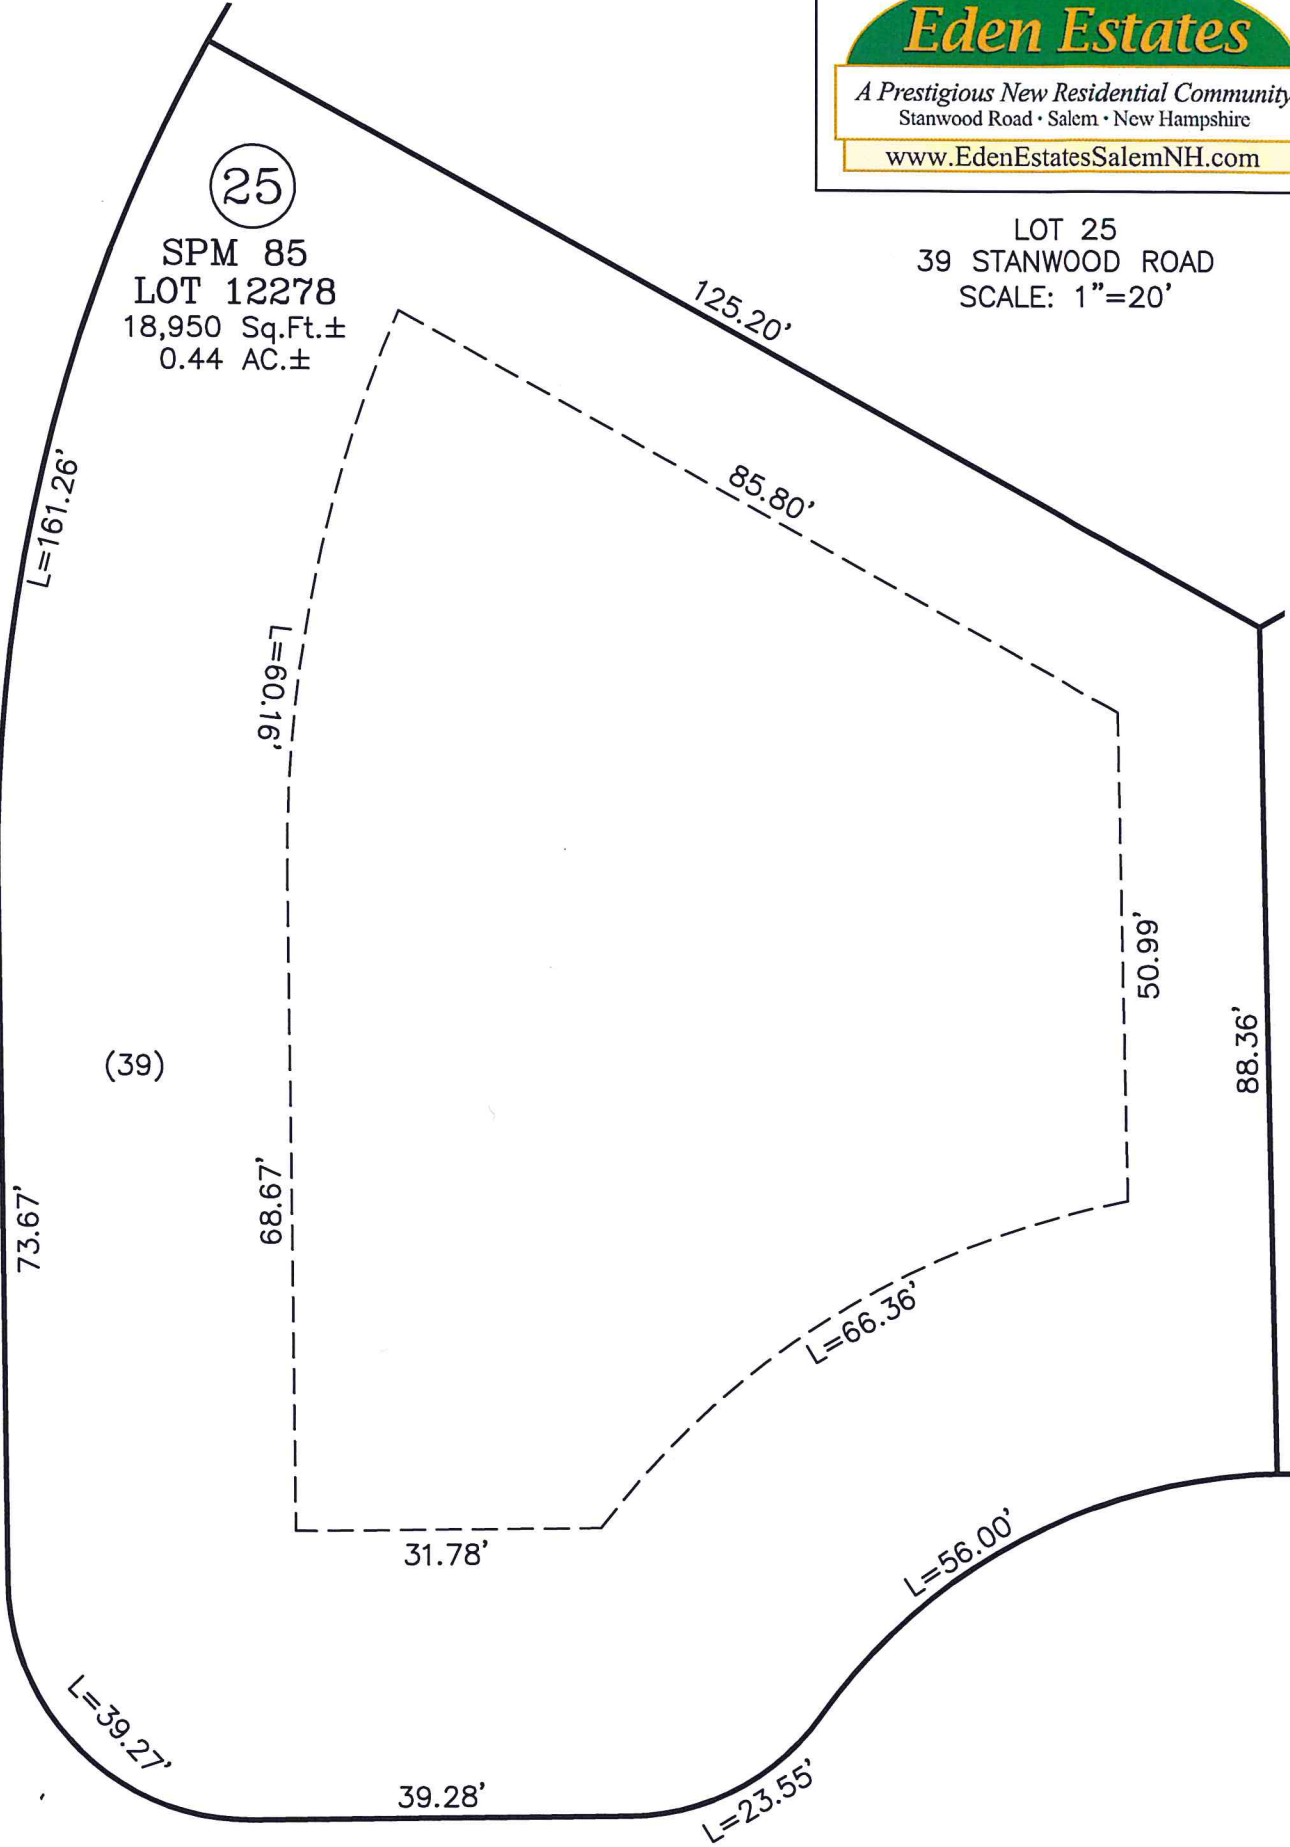 Eden Estates
A Prestigious New Residential Community
Stanwood Road · Salem · New Hampshire
www.EdenEstatesSalemNH.com
LOT 25
39 STANWOOD ROAD
SCALE: 1"=20'
25
SPM 85
LOT 12278
18,950 Sq.Ft.±
0.44 AC.±
125.20'
85.80'
L=161.26'
L=60.16'
50.99'
88.36'
(39)
73.67'
68.67'
L=66.36'
31.78'
L=56.00'
L=39.27'
39.28'
L=23.55'